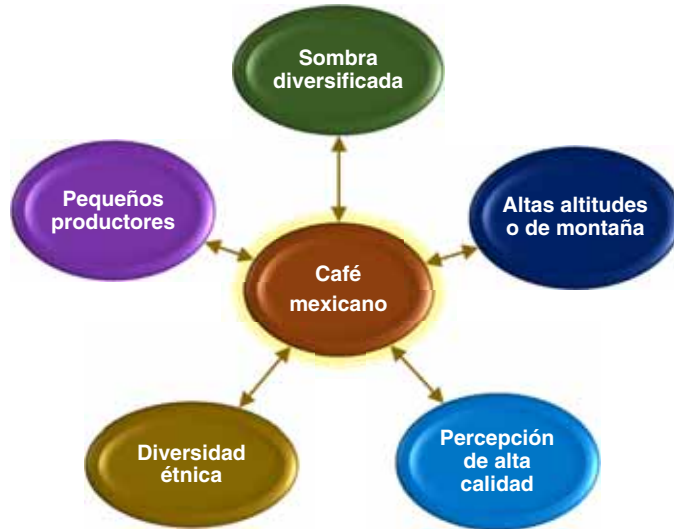 Sombra
diversificada
Pequeños
productores
Altas altitudes
o de montaña
Café
mexicano
Diversidad
étnica
Percepción
de alta
calidad